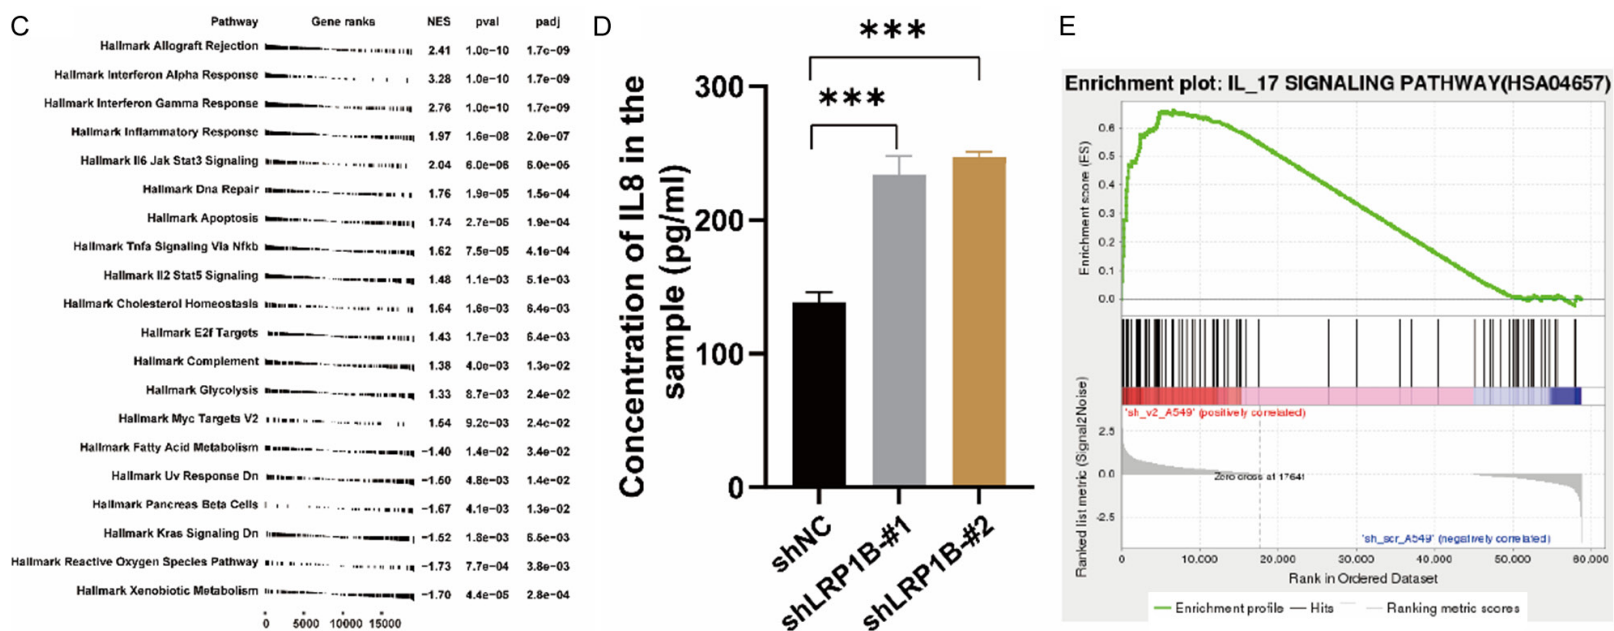 C
Pathway Gene ranks NES pval padj
Hallmark Allograft Rejection 2.41 1.0e-10 1.7e-09
Hallmark Interferon Alpha Response 3.28 1.0e-10 1.7e-09
Hallmark Interferon Gamma Response 2.76 1.0e-10 1.7e-09
Hallmark Inflammatory Response 1.97 1.6e-08 2.0e-07
Hallmark Il6 Jak Stat3 Signaling 2.04 6.0e-06 6.0e-05
Hallmark Dna Repair 1.76 1.9e-05 1.5e-04
Hallmark Apoptosis 1.74 2.7e-05 1.9e-04
Hallmark Tnfa Signaling Via Nfkb 1.62 7.5e-05 4.1e-04
Hallmark Il2 Stat5 Signaling 1.48 1.1e-03 5.1e-03
Hallmark Cholesterol Homeostasis 1.64 1.6e-03 6.4e-03
Hallmark E2f Targets 1.43 1.7e-03 6.4e-03
Hallmark Complement 1.38 4.0e-03 1.3e-02
Hallmark Glycolysis 1.33 8.7e-03 2.4e-02
Hallmark Myc Targets V2 1.54 9.2e-03 2.4e-02
Hallmark Fatty Acid Metabolism −1.40 1.4e-02 3.4e-02
Hallmark Uv Response Dn −1.50 4.8e-03 1.4e-02
Hallmark Pancreas Beta Cells −1.67 4.1e-03 1.3e-02
Hallmark Kras Signaling Dn −1.52 1.8e-03 6.5e-03
Hallmark Reactive Oxygen Species Pathway −1.73 7.7e-04 3.8e-03
Hallmark Xenobiotic Metabolism −1.70 4.4e-05 2.8e-04
0 5000 10000 15000
D
***
***
Concentration of IL8 in the
sample (pg/ml)
300
200
100
0
shNC
shLRP1B-#1
shLRP1B-#2
E
Enrichment plot: IL_17 SIGNALING PATHWAY(HSA04657)
Enrichment score (ES)
0.6
0.5
0.4
0.3
0.2
0.1
0.0
'sh_v2_A549' (positively correlated)
Ranked list metric (Signal2Noise)
2.5
0.0
-2.5
Zero cross at 17641
'sh_scr_A549' (negatively correlated)
0 10,000 20,000 30,000 40,000 50,000 60,000
Rank in Ordered Dataset
Enrichment profile Hits Ranking metric scores